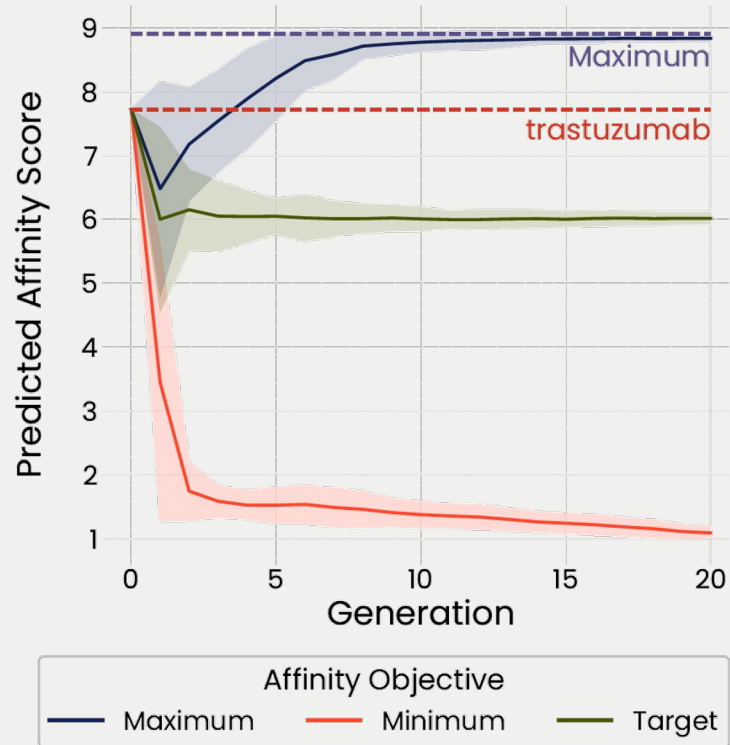 Predicted Affinity Score
9
8
7
6
5
4
3
2
1
Maximum
trastuzumab
0 5 10 15 20
Generation
Affinity Objective
Maximum Minimum Target